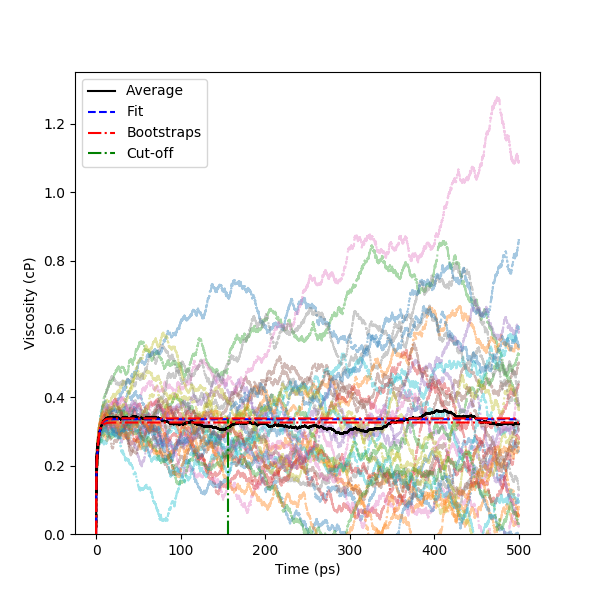 Average
Fit
Bootstraps
Cut-off
1.2
1.0
0.8
0.6
0.4
0.2
0.0
Viscosity (cP)
0 100 200 300 400 500
Time (ps)